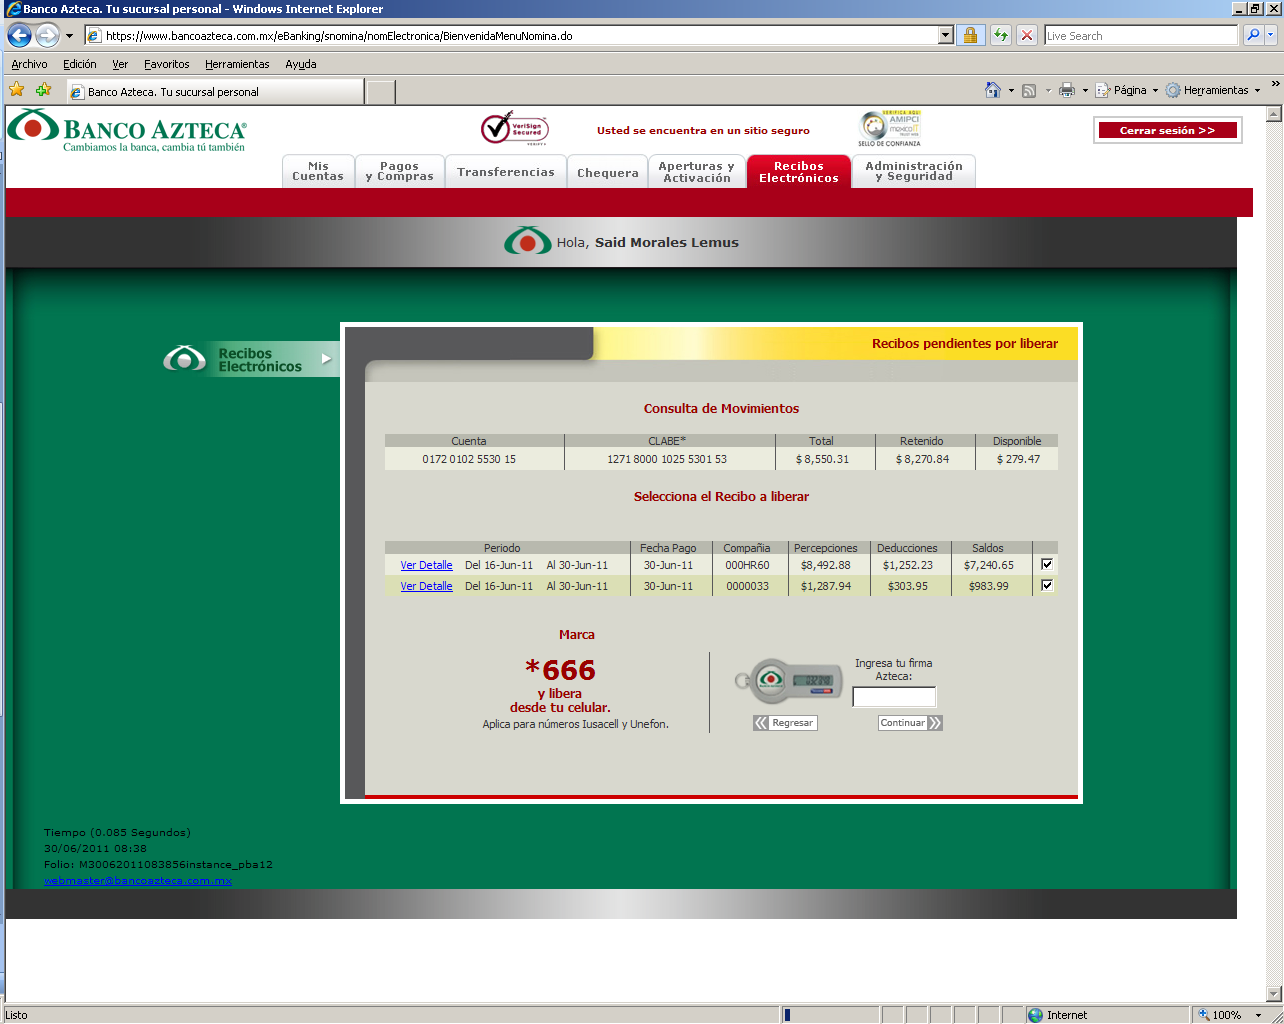 Banco Azteca. Tu sucursal personal - Windows Internet Explorer
https://www.bancoazteca.com.mx/eBanking/snomina/nomElectronica/BienvenidaMenuNomina.do
Live Search
Archivo Edición Ver Favoritos Herramientas Ayuda
Banco Azteca. Tu sucursal personal
Página Herramientas »
BANCO AZTECA®
Cambiamos la banca, cambia tú también
VeriSign Secured
VERIFY
Usted se encuentra en un sitio seguro
VERIFICA AQUI
AMIPCI
SELLO DE CONFIANZA
Cerrar sesión >>
Mis Cuentas
Pagos y Compras
Transferencias
Chequera
Aperturas y Activación
Recibos Electrónicos
Administración y Seguridad
Hola, Said Morales Lemus
Recibos
Electrónicos
Recibos pendientes por liberar
Consulta de Movimientos
Cuenta CLABE* Total Retenido Disponible
0172 0102 5530 15 1271 8000 1025 5301 53 $ 8,550.31 $ 8,270.84 $ 279.47
Selecciona el Recibo a liberar
Periodo Fecha Pago Compañia Percepciones Deducciones Saldos
Ver Detalle Del 16-Jun-11 Al 30-Jun-11 30-Jun-11 000HR60 $8,492.88 $1,252.23 $7,240.65
Ver Detalle Del 16-Jun-11 Al 30-Jun-11 30-Jun-11 0000033 $1,287.94 $303.95 $983.99
Marca
*666
y libera
desde tu celular.
Aplica para números Iusacell y Unefon.
Ingresa tu firma
Azteca:
Regresar
Continuar
Tiempo (0.085 Segundos)
30/06/2011 08:38
Folio: M30062011083856instance_pba12
webmaster@bancoazteca.com.mx
Listo
Internet
100%